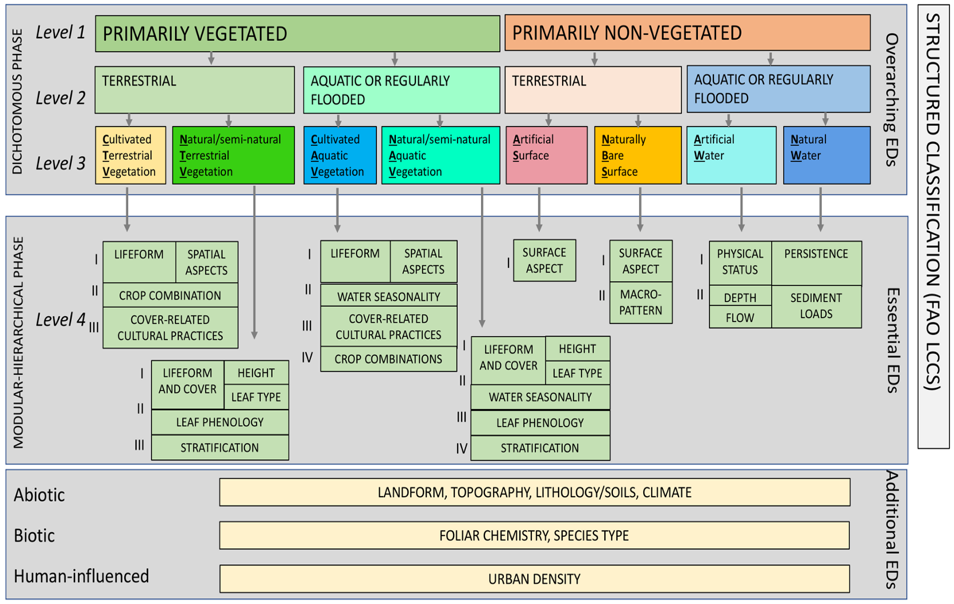 DICHOTOMOUS PHASE
Level 1
PRIMARILY VEGETATED
PRIMARILY NON-VEGETATED
Level 2
TERRESTRIAL
AQUATIC OR REGULARLY
FLOODED
TERRESTRIAL
AQUATIC OR REGULARLY
FLOODED
Level 3
Cultivated
Terrestrial
Vegetation
Natural/semi-natural
Terrestrial
Vegetation
Cultivated
Aquatic
Vegetation
Natural/semi-natural
Aquatic
Vegetation
Artificial
Surface
Naturally
Bare
Surface
Artificial
Water
Natural
Water
Overarching EDs
STRUCTURED CLASSIFICATION (FAO LCCS)
MODULAR-HIERARCHICAL PHASE
Level 4
I
LIFEFORM
SPATIAL
ASPECTS
II
CROP COMBINATION
III
COVER-RELATED
CULTURAL PRACTICES
I
LIFEFORM
AND COVER
HEIGHT
LEAF TYPE
II
LEAF PHENOLOGY
III
STRATIFICATION
I
LIFEFORM
SPATIAL
ASPECTS
II
WATER SEASONALITY
III
COVER-RELATED
CULTURAL PRACTICES
IV
CROP COMBINATIONS
I
LIFEFORM
AND COVER
HEIGHT
LEAF TYPE
II
WATER SEASONALITY
III
LEAF PHENOLOGY
IV
STRATIFICATION
I
SURFACE
ASPECT
I
SURFACE
ASPECT
II
MACRO-
PATTERN
I
PHYSICAL
STATUS
PERSISTENCE
II
DEPTH
FLOW
SEDIMENT
LOADS
Essential EDs
Abiotic
LANDFORM, TOPOGRAPHY, LITHOLOGY/SOILS, CLIMATE
Biotic
FOLIAR CHEMISTRY, SPECIES TYPE
Human-influenced
URBAN DENSITY
Additional EDs